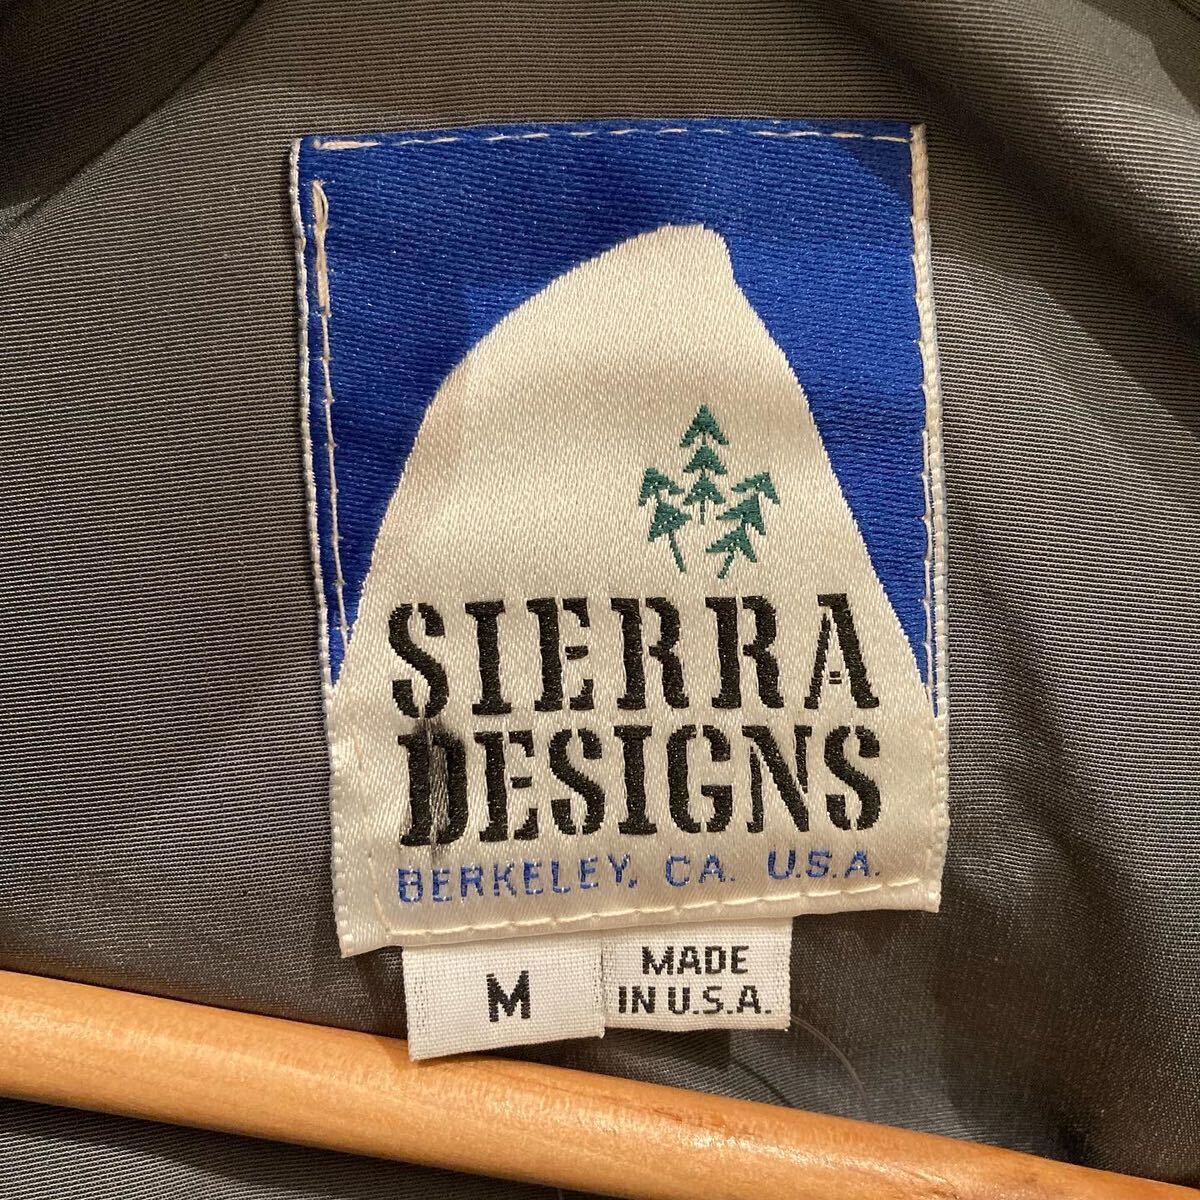 SIERRA
DESIGNS
BERKELEY, CA. U.S.A.
M
MADE
IN U.S.A.